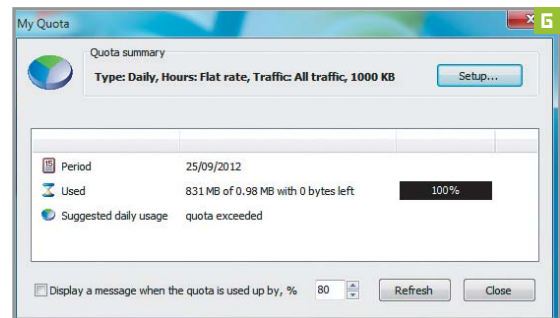 My Quota
G
Quota summary
Type: Daily, Hours: Flat rate, Traffic: All traffic, 1000 KB
Setup...
Period 25/09/2012
Used 831 MB of 0.98 MB with 0 bytes left 100%
Suggested daily usage quota exceeded
Display a message when the quota is used up by, % 80
Refresh Close